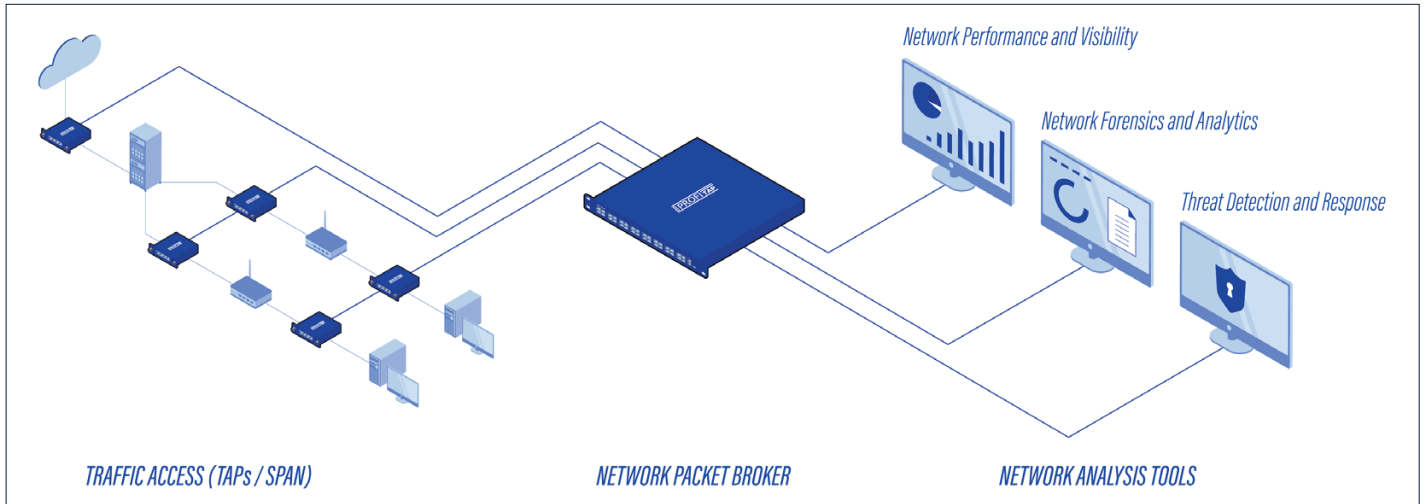 Network Performance and Visibility
Network Forensics and Analytics
Threat Detection and Response
PROFITAP
TRAFFIC ACCESS (TAPs / SPAN)
NETWORK PACKET BROKER
NETWORK ANALYSIS TOOLS